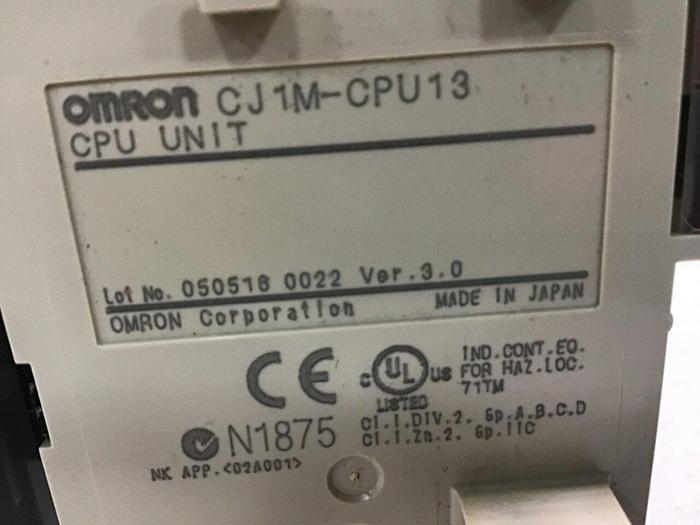 OMRON CJ1M-CPU13
CPU UNIT
Lot No. 050516 0022 Ver.3.0
OMRON Corporation MADE IN JAPAN
CE
C UL US
LISTED
IND.CONT.EQ.
FOR HAZ.LOC.
71TM
Cl.I.DIV.2. Gp.A.B.C.D
Cl.I.Zn.2. Gp.IIC
N1875
NK APP.<02A001>